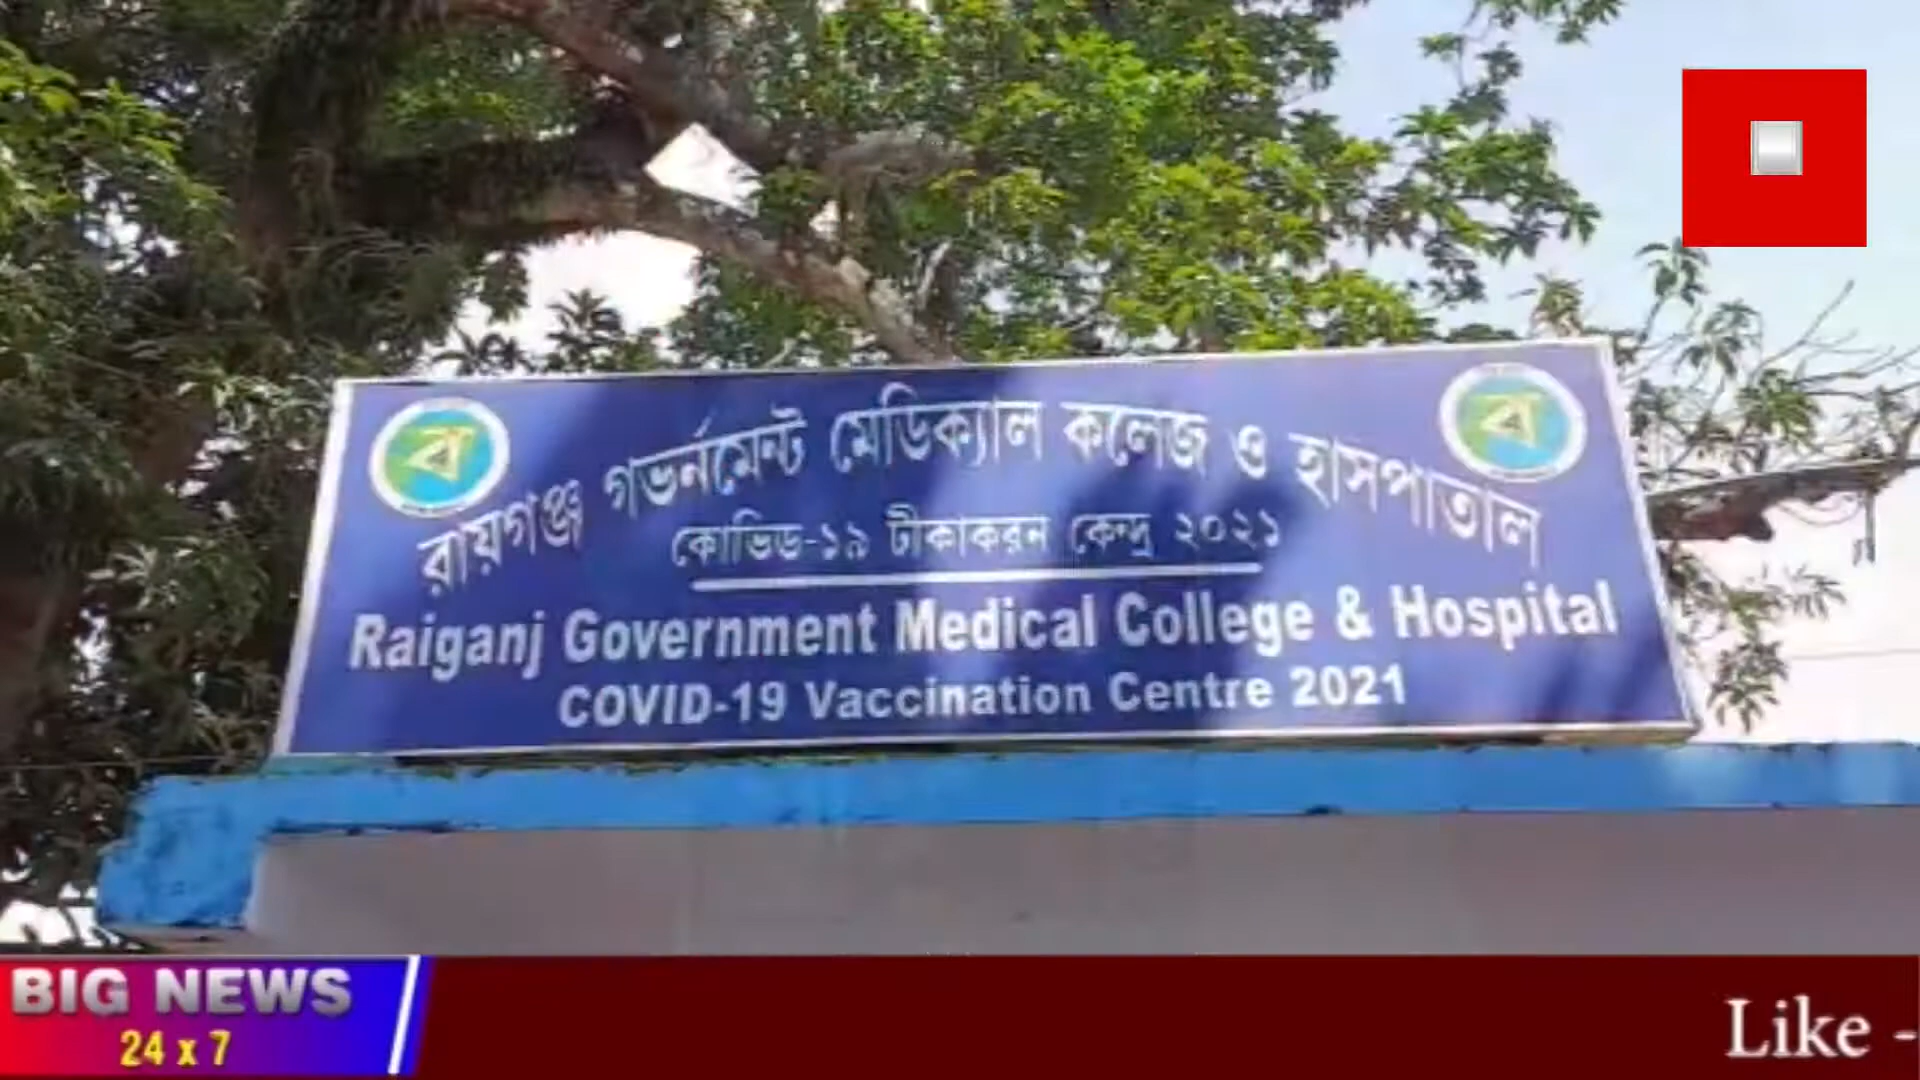 রায়গঞ্জ গভর্নমেন্ট মেডিক্যাল কলেজ ও হাসপাতাল
কোভিড-১৯ টীকাকরন কেন্দ্র ২০২১
Raiganj Government Medical College & Hospital
COVID-19 Vaccination Centre 2021
BIG NEWS
24 x 7
Like -